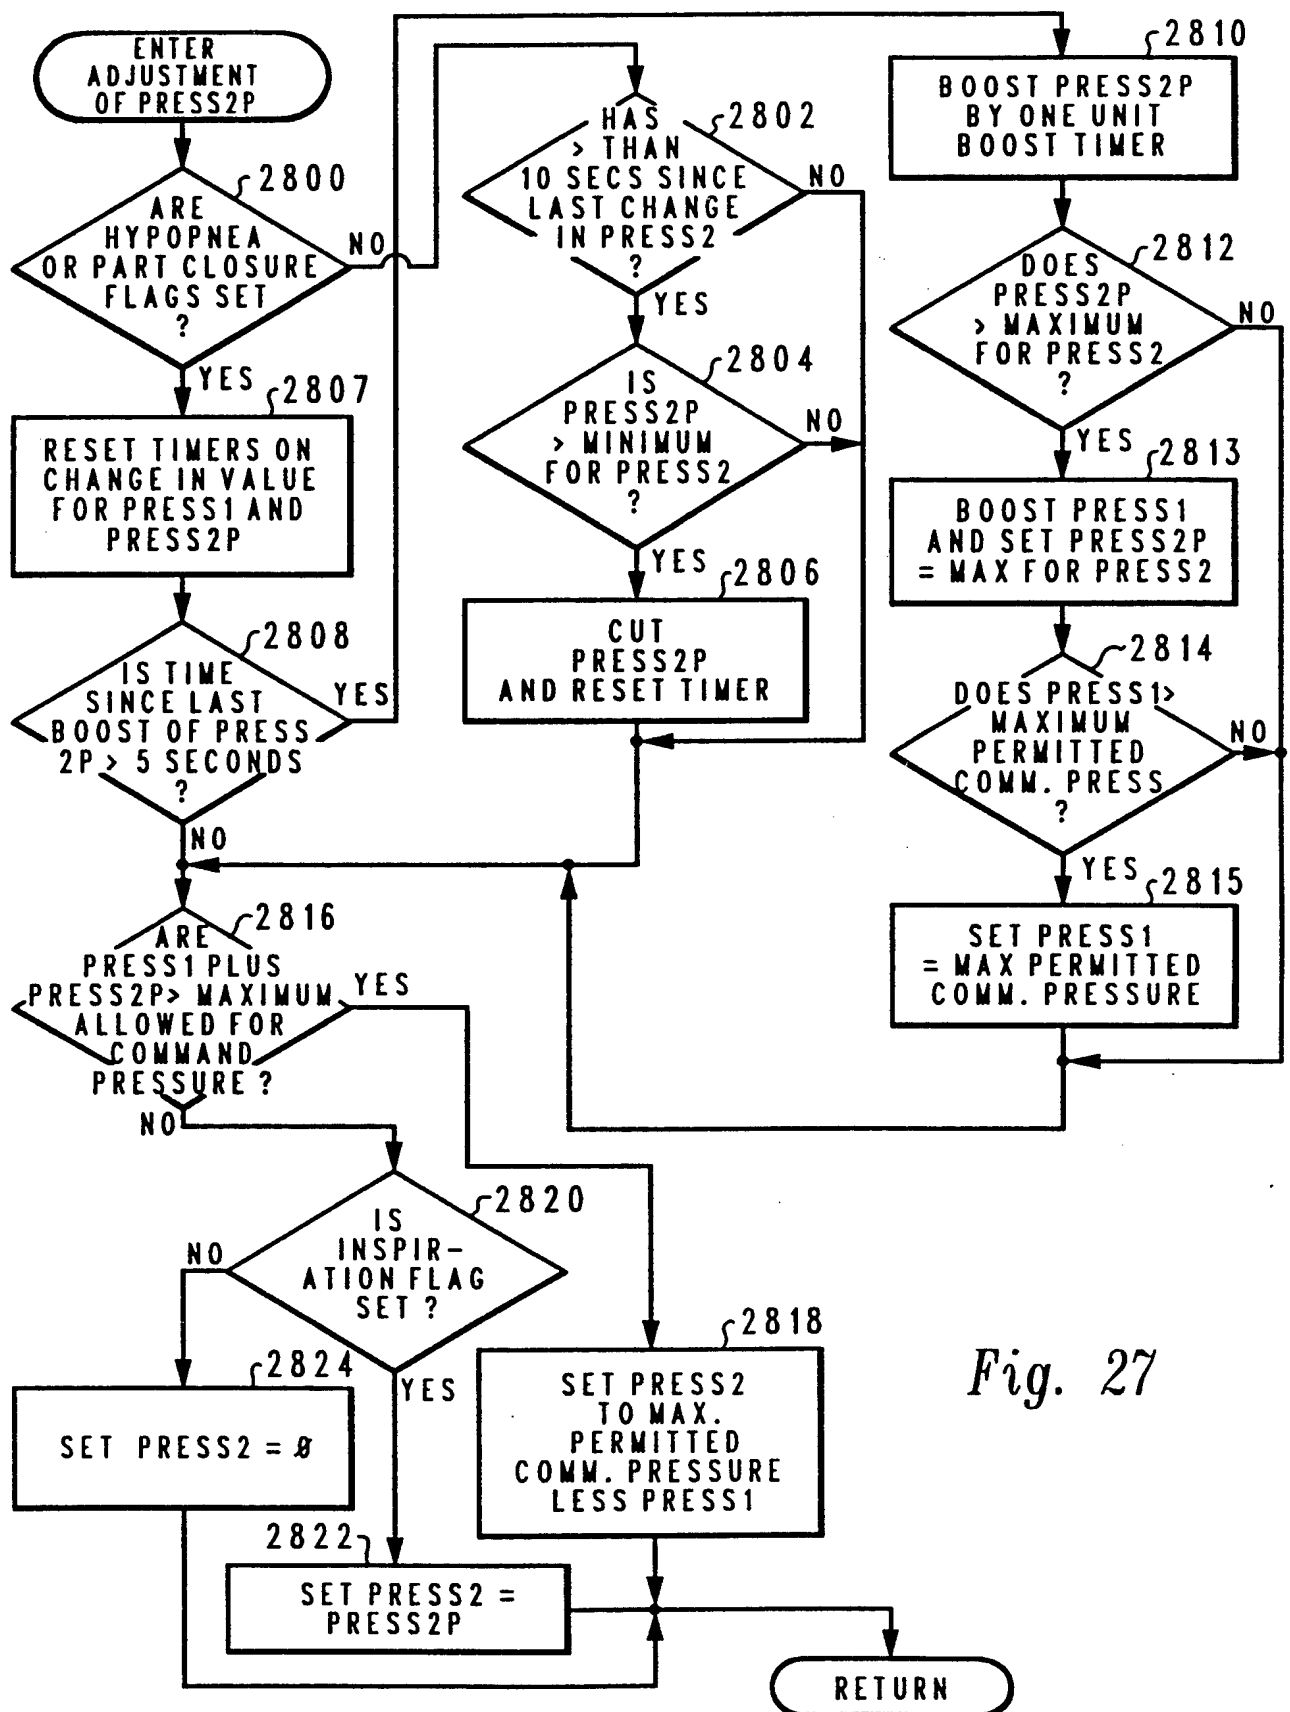 ENTER
ADJUSTMENT
OF PRESS2P
2800
ARE
HYPOPNEA
OR PART CLOSURE
FLAGS SET
?
NO
YES
2807
RESET TIMERS ON
CHANGE IN VALUE
FOR PRESS1 AND
PRESS2P
2808
IS TIME
SINCE LAST
BOOST OF PRESS
2P > 5 SECONDS
?
YES
NO
2802
HAS
> THAN
10 SECS SINCE
LAST CHANGE
IN PRESS2
?
NO
YES
2804
IS
PRESS2P
> MINIMUM
FOR PRESS2
?
NO
YES
2806
CUT
PRESS2P
AND RESET TIMER
2810
BOOST PRESS2P
BY ONE UNIT
BOOST TIMER
2812
DOES
PRESS2P
> MAXIMUM
FOR PRESS2
?
NO
YES
2813
BOOST PRESS1
AND SET PRESS2P
= MAX FOR PRESS2
2814
DOES PRESS1>
MAXIMUM
PERMITTED
COMM. PRESS
?
NO
YES
2815
SET PRESS1
= MAX PERMITTED
COMM. PRESSURE
2816
ARE
PRESS1 PLUS
PRESS2P> MAXIMUM
ALLOWED FOR
COMMAND
PRESSURE ?
YES
NO
2820
IS
INSPIR-
ATION FLAG
SET ?
NO
YES
2824
SET PRESS2 = 0
2822
SET PRESS2 =
PRESS2P
2818
SET PRESS2
TO MAX.
PERMITTED
COMM. PRESSURE
LESS PRESS1
RETURN
Fig. 27